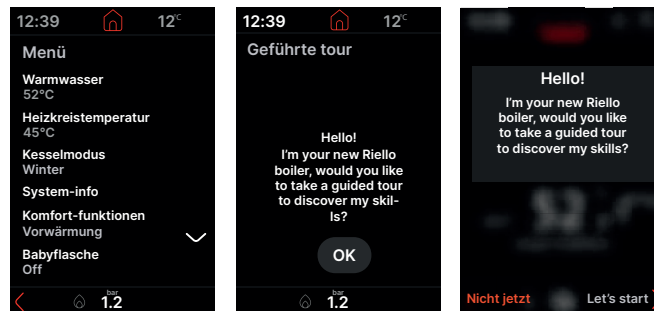 12:39
12°C
Menü
Warmwasser
52°C
Heizkreistemperatur
45°C
Kesselmodus
Winter
System-info
Komfort-funktionen
Vorwärmung
Babyflasche
Off
bar
1.2
12:39
12°C
Geführte tour
Hello!
I'm your new Riello
boiler, would you like
to take a guided tour
to discover my skil-
ls?
OK
bar
1.2
Hello!
I'm your new Riello
boiler, would you like
to take a guided tour
to discover my skills?
Nicht jetzt
Let's start